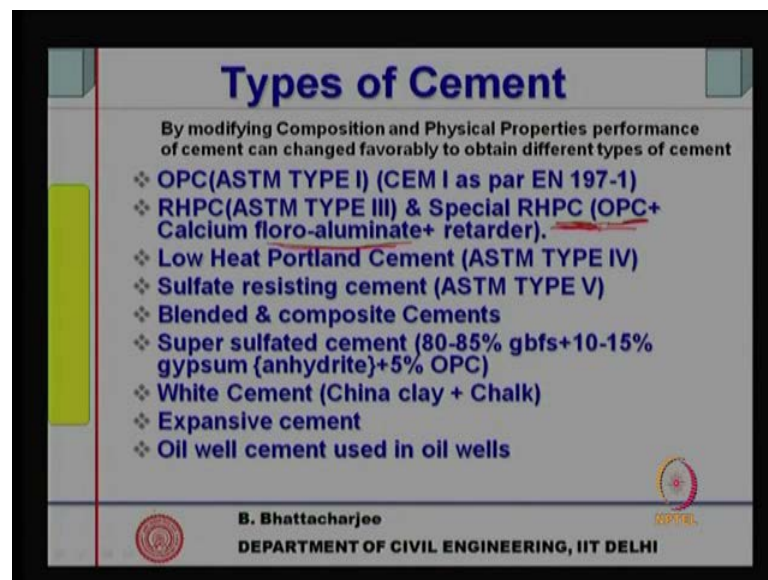 Types of Cement
By modifying Composition and Physical Properties performance
of cement can changed favorably to obtain different types of cement
❖ OPC(ASTM TYPE I) (CEM I as par EN 197-1)
❖ RHPC(ASTM TYPE III) & Special RHPC (OPC+
Calcium floro-aluminate+ retarder).
❖ Low Heat Portland Cement (ASTM TYPE IV)
❖ Sulfate resisting cement (ASTM TYPE V)
❖ Blended & composite Cements
❖ Super sulfated cement (80-85% gbfs+10-15%
gypsum {anhydrite}+5% OPC)
❖ White Cement (China clay + Chalk)
❖ Expansive cement
❖ Oil well cement used in oil wells
B. Bhattacharjee
DEPARTMENT OF CIVIL ENGINEERING, IIT DELHI
NPTEL